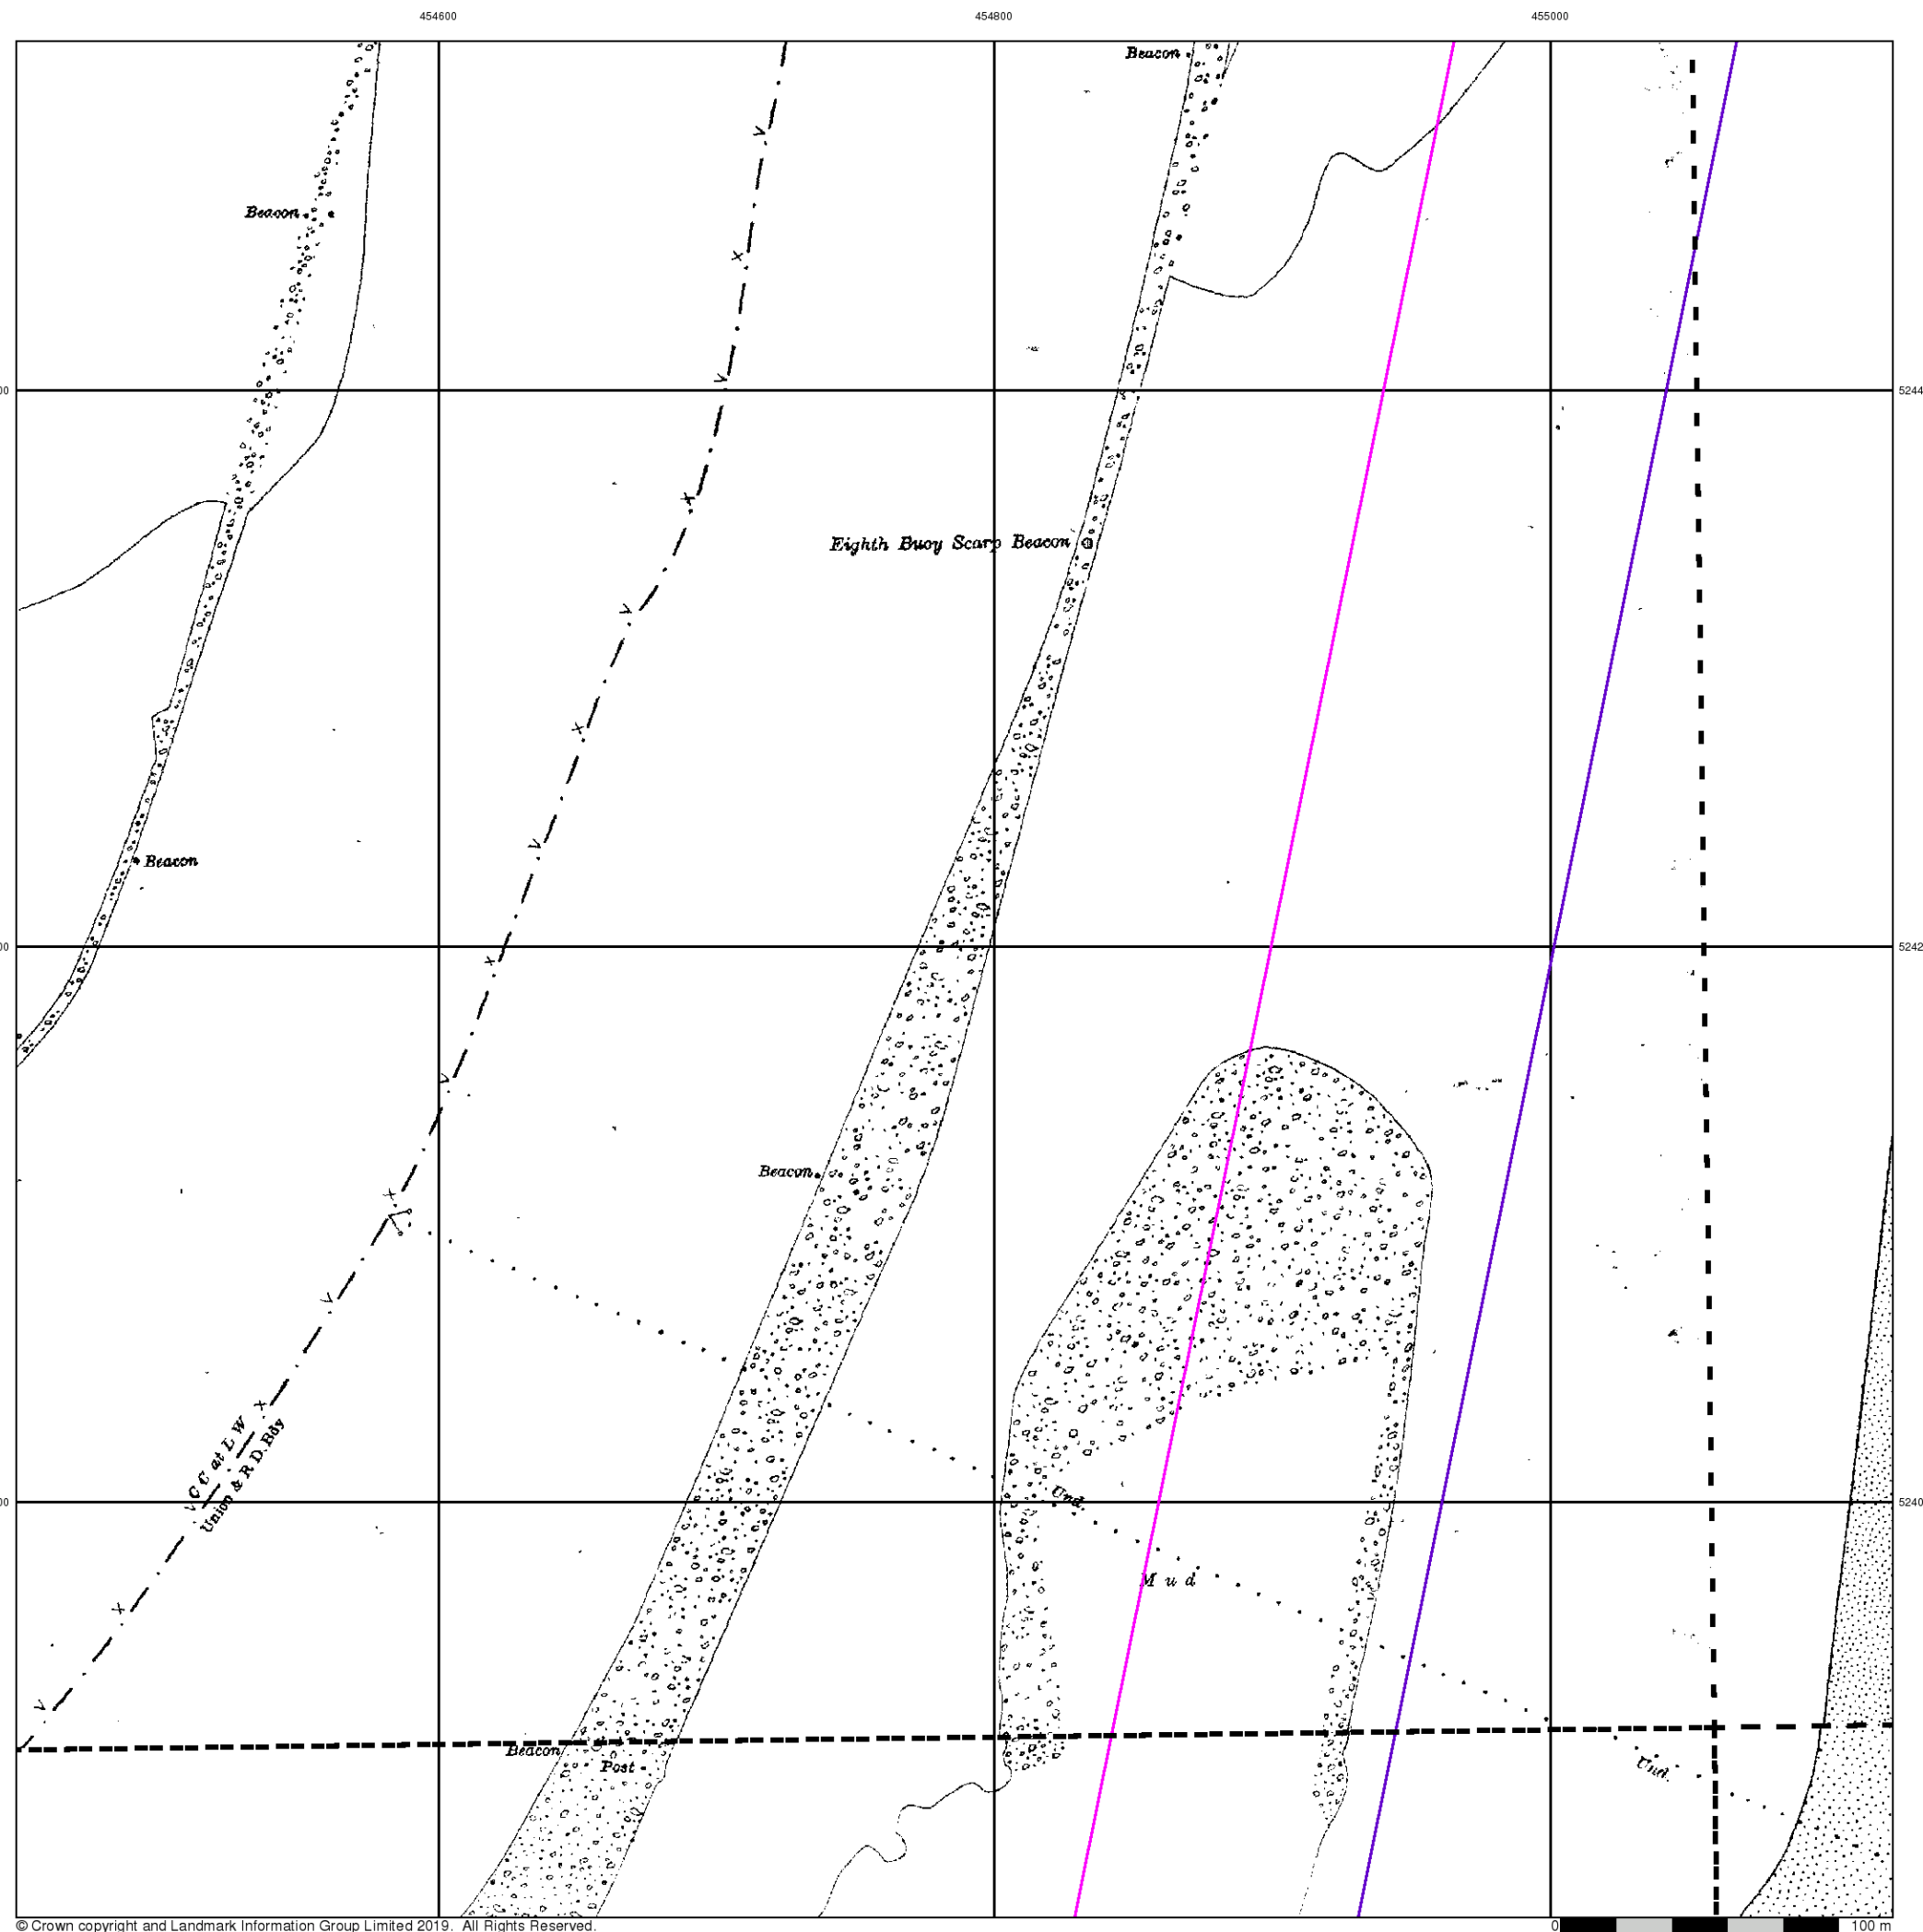 454600 454800 455000
Beacon
Beacon
5244
Eighth Buoy Scarp Beacon
Beacon
5242
Beacon
C C at L W
Union & R D. Bdy
Und.
5240
Mud
Beacon
Post
Und.
© Crown copyright and Landmark Information Group Limited 2019. All Rights Reserved.
0 100 m